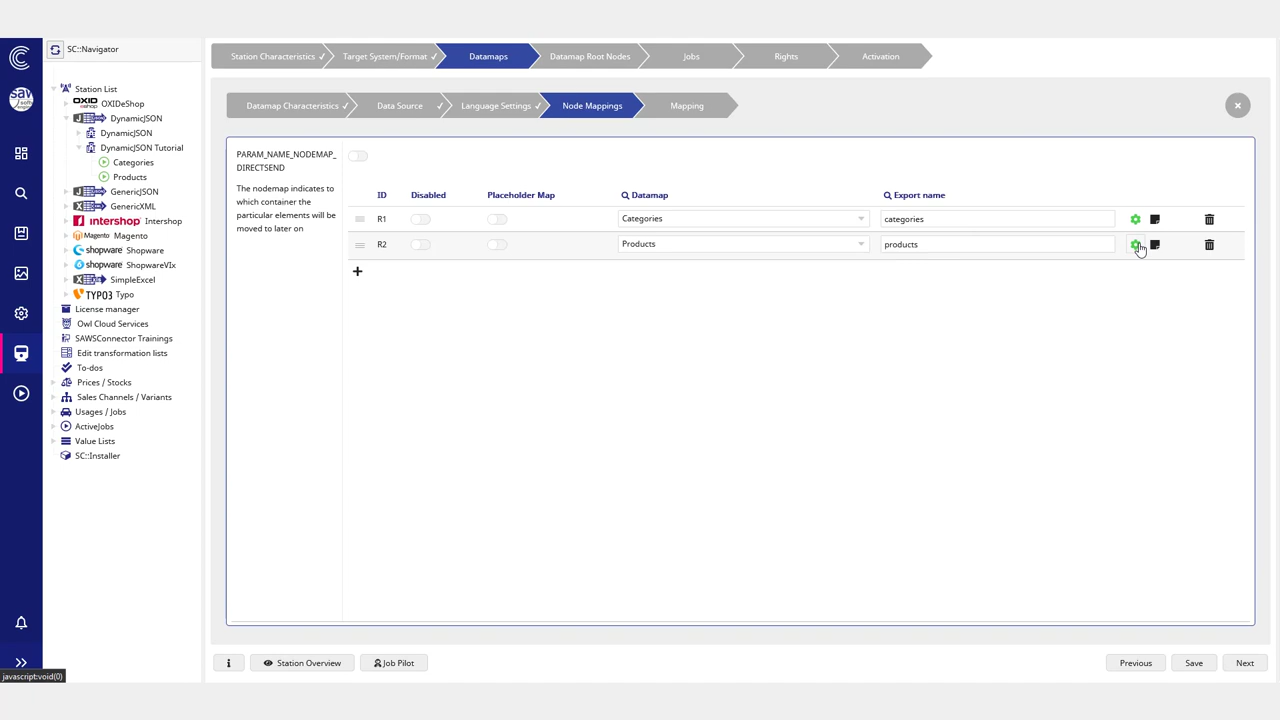 SC::Navigator
Station List
OXID eShop
OXIDeShop
DynamicJSON
DynamicJSON
DynamicJSON Tutorial
Categories
Products
GenericJSON
GenericXML
intershop Intershop
Magento Magento
shopware Shopware
shopware ShopwareVIx
SimpleExcel
TYPO3 Typo
License manager
Owl Cloud Services
SAWSConnector Trainings
Edit transformation lists
To-dos
Prices / Stocks
Sales Channels / Variants
Usages / Jobs
ActiveJobs
Value Lists
SC::Installer
javascript:void(0)
Station Characteristics ✓ Target System/Format ✓ Datamaps Datamap Root Nodes Jobs Rights Activation
Datamap Characteristics ✓ Data Source ✓ Language Settings ✓ Node Mappings Mapping
PARAM_NAME_NODEMAP_
DIRECTSEND
The nodemap indicates to
which container the
particular elements will be
moved to later on
ID Disabled Placeholder Map Datamap Export name
R1 Categories categories
R2 Products products
Station Overview Job Pilot Previous Save Next